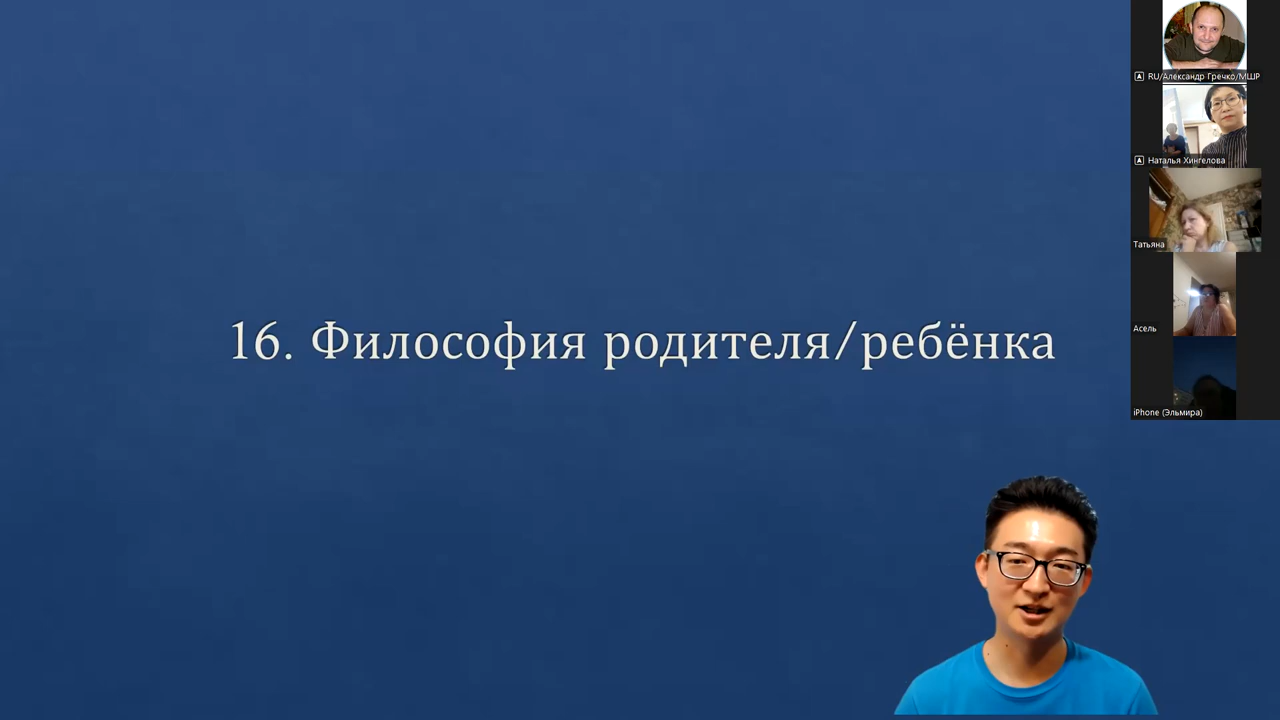 16. Философия родителя/ребёнка
RU/Александр Гречко/МШР
Наталья Хингелова
Татьяна
Асель
iPhone (Эльмира)